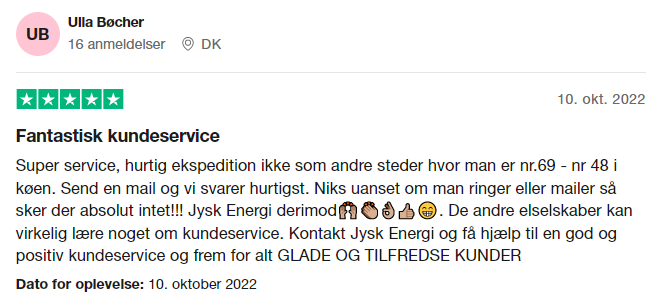 UB
Ulla Bøcher
16 anmeldelser DK
10. okt. 2022
Fantastisk kundeservice
Super service, hurtig ekspedition ikke som andre steder hvor man er nr.69 - nr 48 i
køen. Send en mail og vi svarer hurtigst. Niks uanset om man ringer eller mailer så
sker der absolut intet!!! Jysk Energi derimod🙌🏽👏🏽👌🏽👍🏽😁. De andre elselskaber kan
virkelig lære noget om kundeservice. Kontakt Jysk Energi og få hjælp til en god og
positiv kundeservice og frem for alt GLADE OG TILFREDSE KUNDER
Dato for oplevelse: 10. oktober 2022